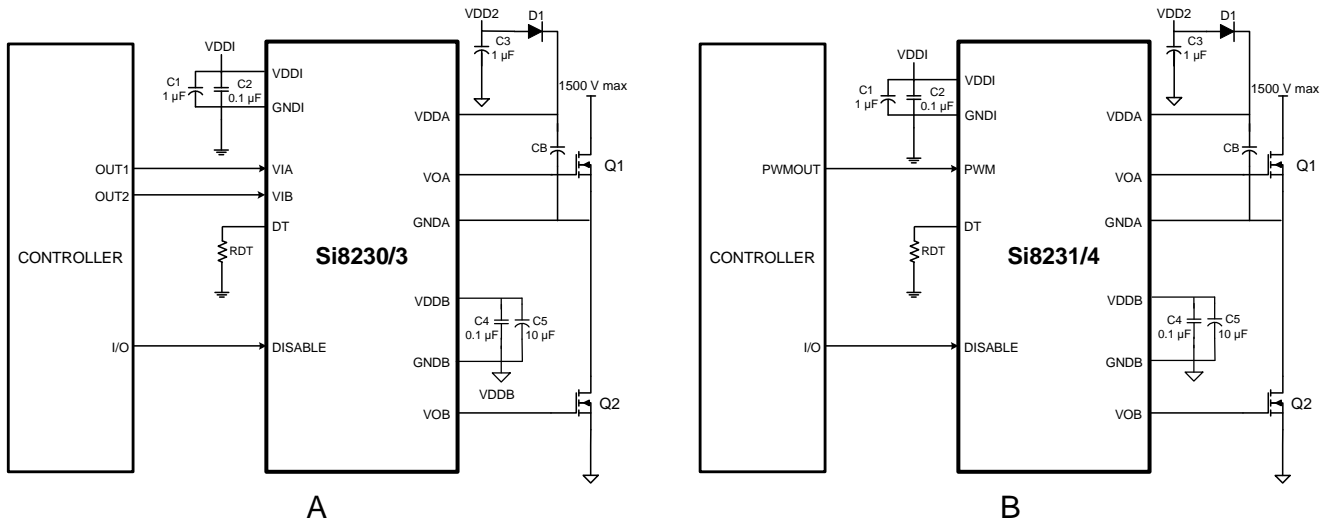 VDD2
D1
C3
1 µF
VDDI
C1
1 µF
C2
0.1 µF
VDDI
GNDI
1500 V max
VDDA
CB
Q1
OUT1
VIA
VOA
OUT2
VIB
DT
GNDA
RDT
CONTROLLER
Si8230/3
VDDB
C4
0.1 µF
C5
10 µF
I/O
DISABLE
GNDB
VDDB
VOB
Q2
A
VDD2
D1
C3
1 µF
VDDI
C1
1 µF
C2
0.1 µF
VDDI
GNDI
1500 V max
VDDA
CB
Q1
PWMOUT
PWM
VOA
DT
GNDA
RDT
CONTROLLER
Si8231/4
VDDB
C4
0.1 µF
C5
10 µF
I/O
DISABLE
GNDB
VOB
Q2
B